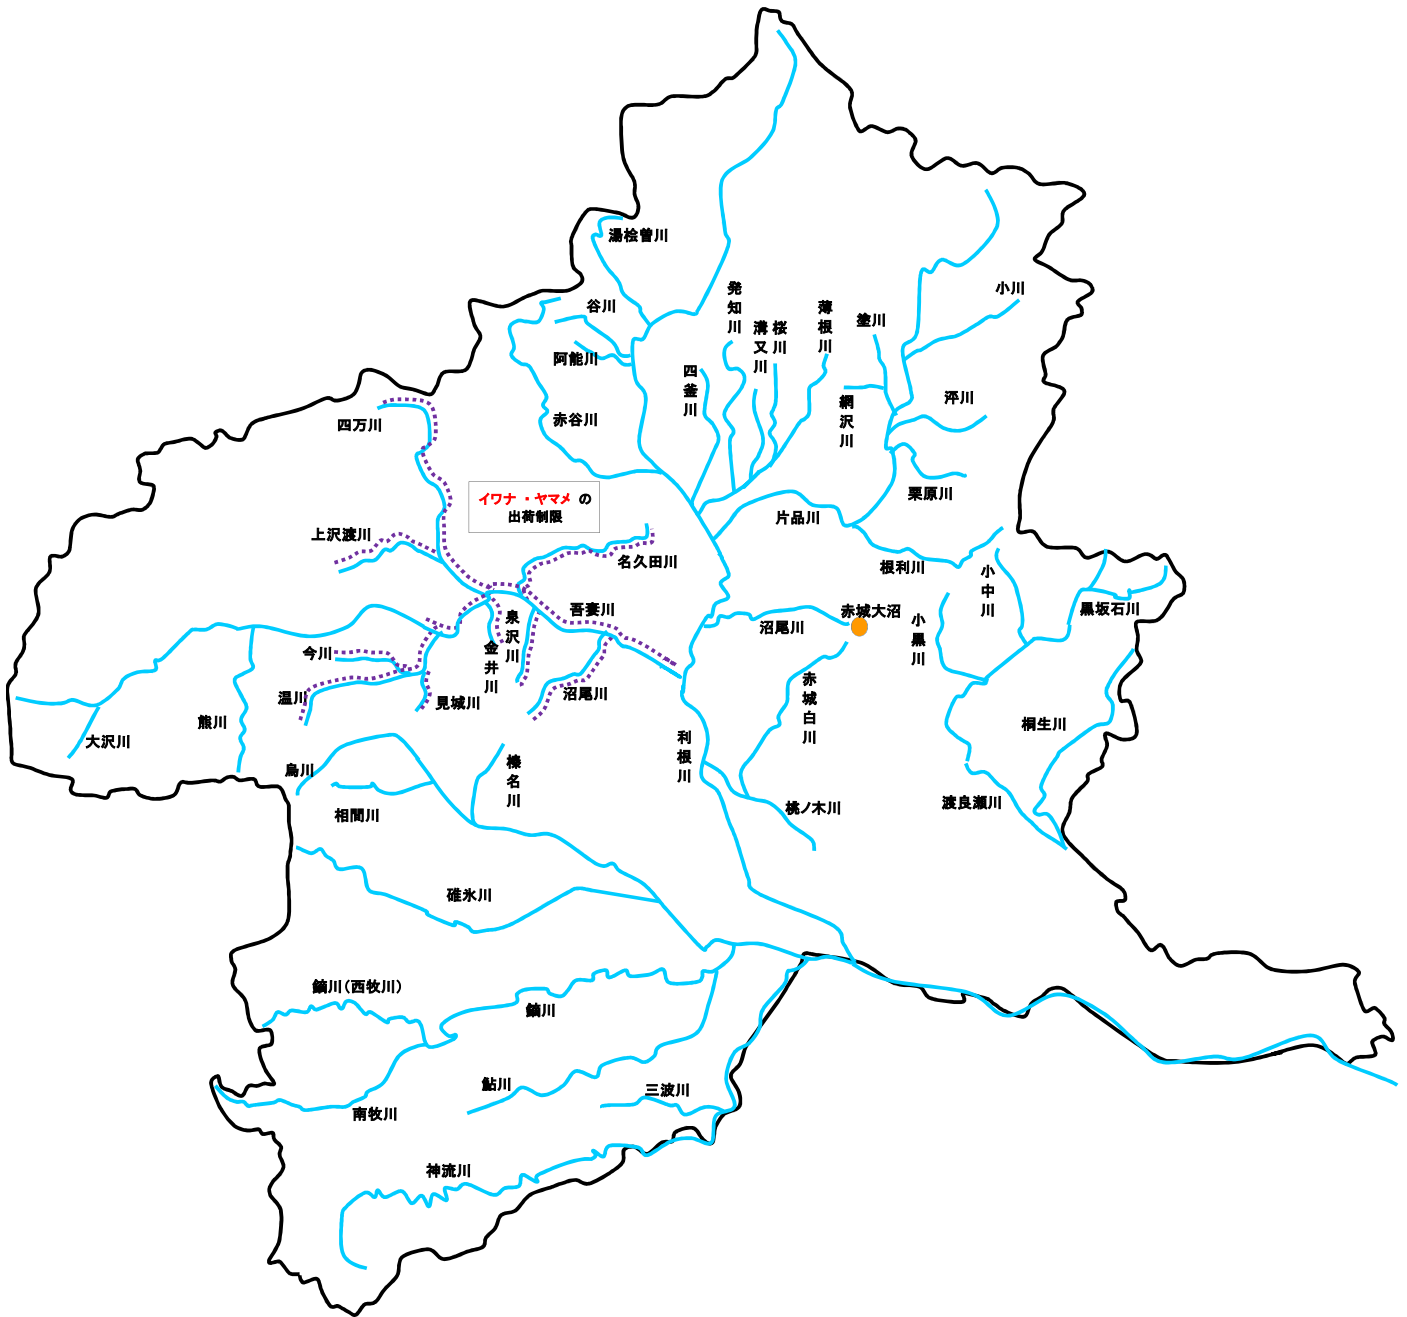 湯桧曽川
発知川
小川
谷川
薄根川
塗川
溝又川
桜川
阿能川
四釜川
泙川
網沢川
赤谷川
四万川
イワナ ・ ヤマメ の
出荷制限
栗原川
片品川
上沢渡川
名久田川
根利川
小中川
吾妻川
赤城大沼
黒坂石川
泉沢川
沼尾川
小黒川
金井川
今川
温川
見城川
沼尾川
赤城白川
熊川
桐生川
大沢川
利根川
烏川
榛名川
渡良瀬川
相間川
桃ノ木川
碓氷川
鏑川（西牧川）
鏑川
鮎川
三波川
南牧川
神流川